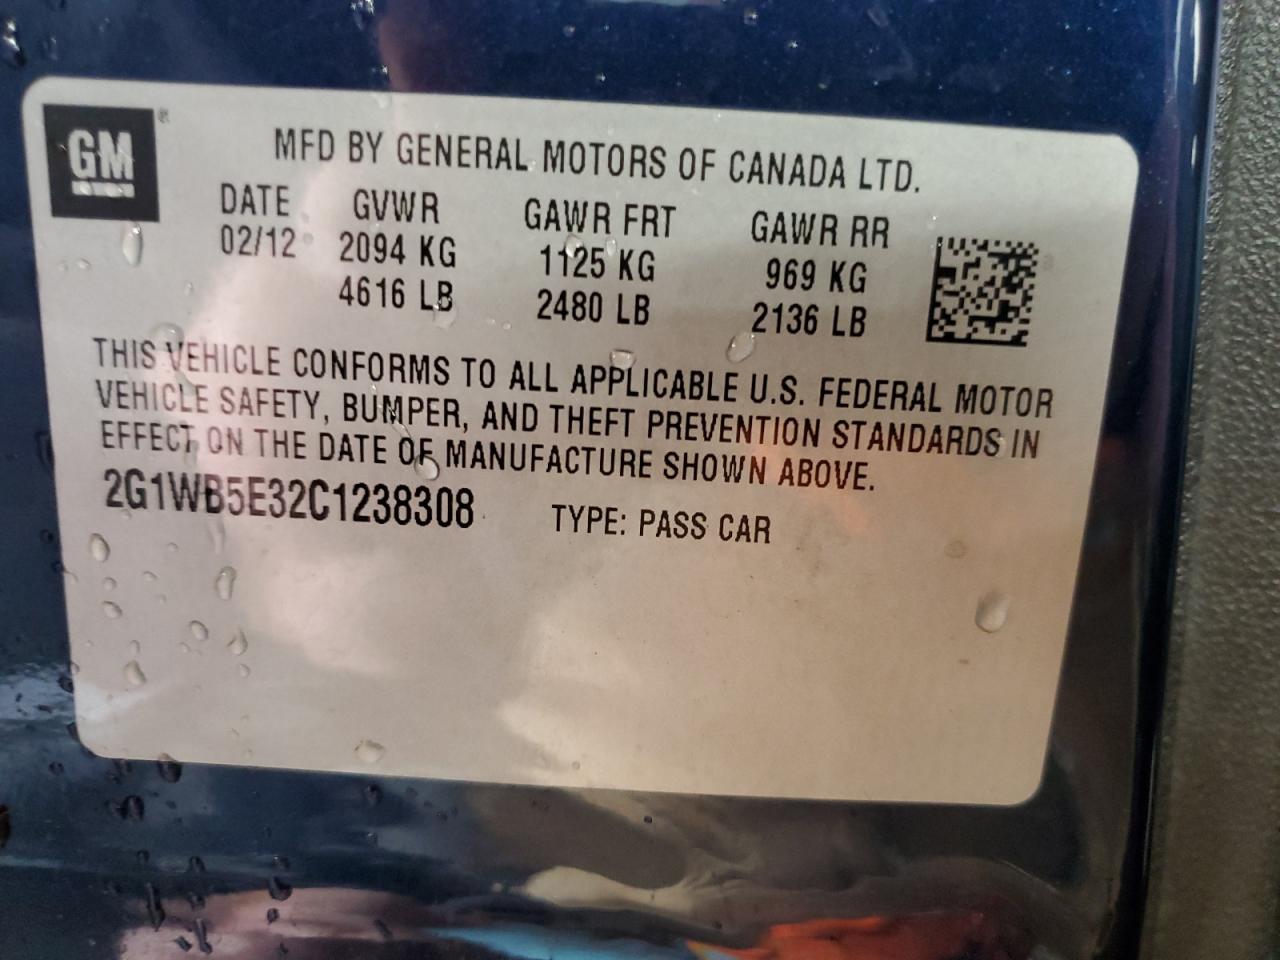 GM
MFD BY GENERAL MOTORS OF CANADA LTD.
DATE GVWR GAWR FRT GAWR RR
02/12 2094 KG 1125 KG 969 KG
4616 LB 2480 LB 2136 LB
THIS VEHICLE CONFORMS TO ALL APPLICABLE U.S. FEDERAL MOTOR
VEHICLE SAFETY, BUMPER, AND THEFT PREVENTION STANDARDS IN
EFFECT ON THE DATE OF MANUFACTURE SHOWN ABOVE.
2G1WB5E32C1238308 TYPE: PASS CAR